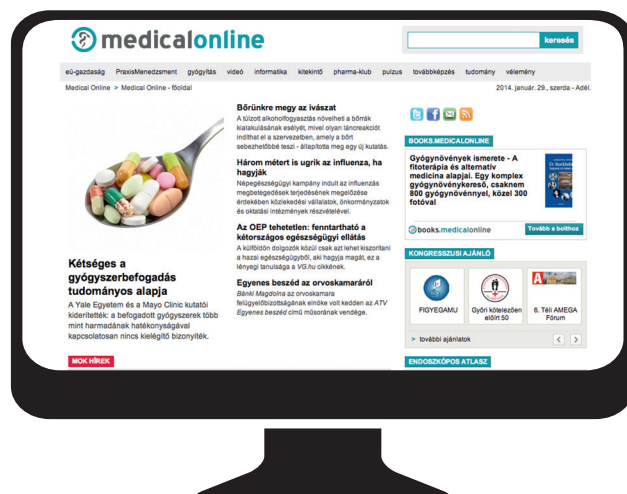 medicalonline
keresés
eü-gazdaság PraxisMenedzsment gyógyítás videó informatika kitekintő pharma-klub pulzus továbbképzés tudomány vélemény
Medical Online > Medical Online - főoldal
2014. január. 29., szerda - Adél.
Kétséges a
gyógyszerbefogadás
tudományos alapja
A Yale Egyetem és a Mayo Clinic kutatói
kiderítették: a befogadott gyógyszerek több
mint harmadának hatékonyságával
kapcsolatosan nincs kielégítő bizonyíték.
MOK HÍREK
Bőrünkre megy az ivászat
A túlzott alkoholfogyasztás növelheti a bőrrák
kialakulásának esélyét, mivel olyan láncreakciót
indíthat el a szervezetben, amely a bőrt
sebezhetőbbé teszi - állapította meg egy új kutatás.
Három métert is ugrik az influenza, ha
hagyják
Népegészségügyi kampány indult az influenzás
megbetegedések terjedésének megelőzése
érdekében közlekedési vállalatok, önkormányzatok
és oktatási intézmények részvételével.
Az OEP tehetetlen: fenntartható a
kétországos egészségügyi ellátás
A külföldön dolgozók közül csak azt lehet kiszorítani
a hazai egészségügyből, aki hagyja magát, ez a
lényegi tanulsága a VG.hu cikkének.
Egyenes beszéd az orvoskamaráról
Bánki Magdolna az orvoskamara
felügyelőbizottságának elnöke volt kedden az ATV
Egyenes beszéd című műsorának vendége.
BOOKS.MEDICALONLINE
Gyógynövények ismerete - A
fitoterápia és alternatív
medicina alapjai. Egy komplex
gyógynövénykereső, csaknem
800 gyógynövénnyel, közel 300
fotóval
books.medicalonline
Tovább a bolthoz
KONGRESSZUSI AJÁNLÓ
FIGYEGAMU
Győri kötelezően
előírt 50
6. Téli AMEGA
Fórum
> további ajánlatok
ENDOSZKÓPOS ATLASZ